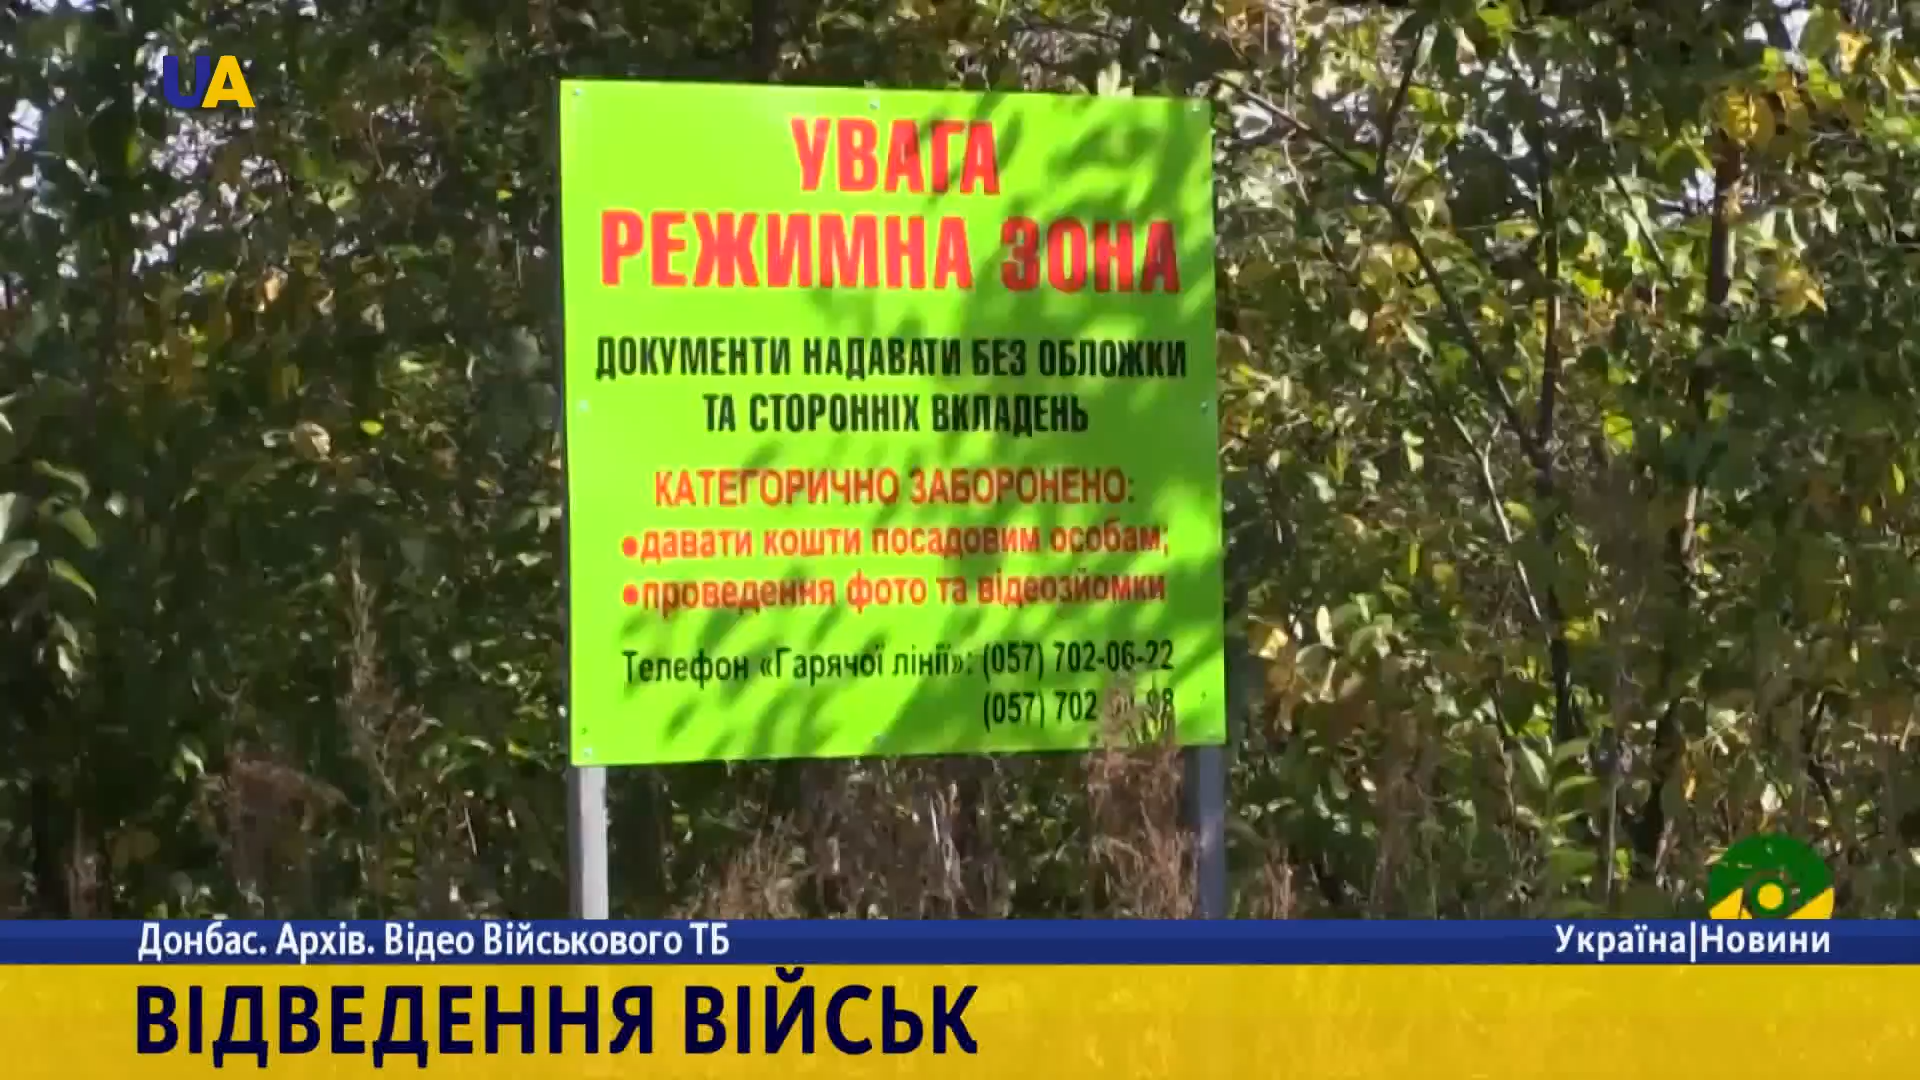 UA
УВАГА
РЕЖИМНА ЗОНА
ДОКУМЕНТИ НАДАВАТИ БЕЗ ОБЛОЖКИ
ТА СТОРОННІХ ВКЛАДЕНЬ
КАТЕГОРИЧНО ЗАБОРОНЕНО:
•давати кошти посадовим особам;
•проведення фото та відеозйомки
Телефон «Гарячої лінії»: (057) 702-06-22
(057) 702
Донбас. Архів. Відео Військового ТБ
Україна|Новини
ВІДВЕДЕННЯ ВІЙСЬК